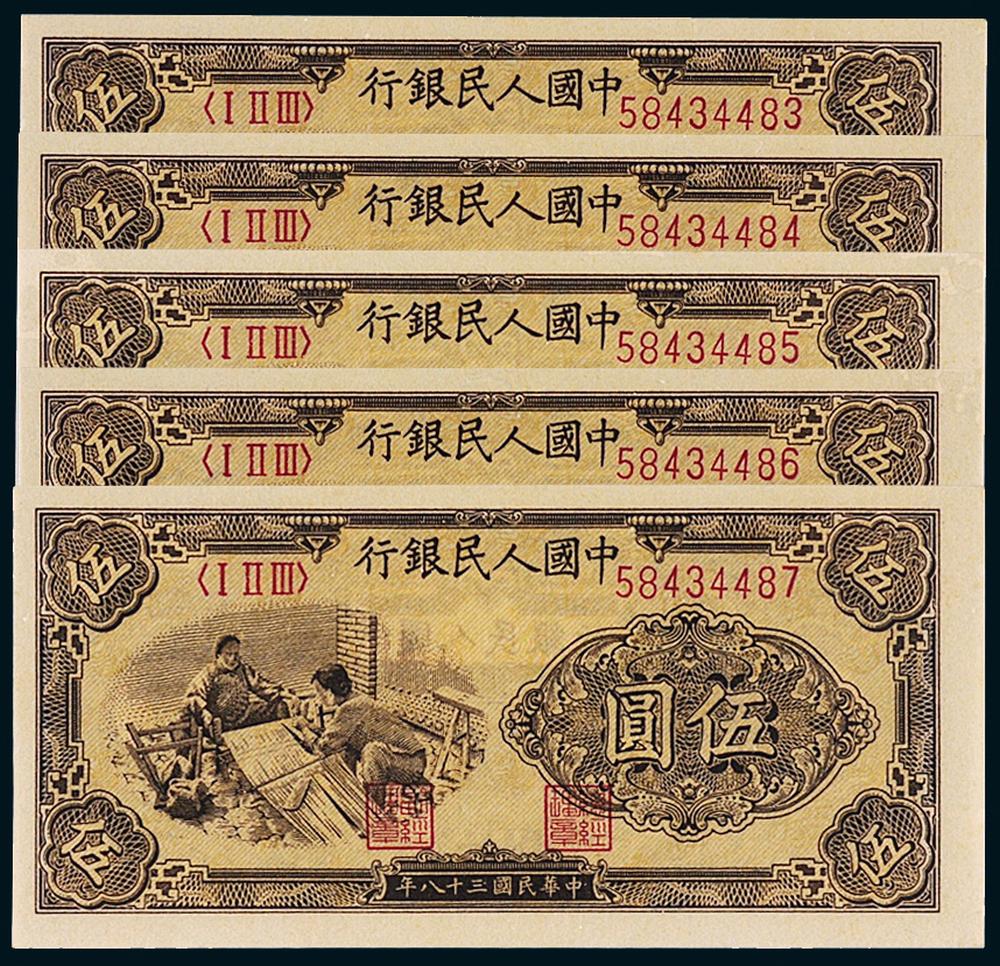 伍 〈I II III〉 中國人民銀行 58434483 伍
伍 〈I II III〉 中國人民銀行 58434484 伍
伍 〈I II III〉 中國人民銀行 58434485 伍
伍 〈I II III〉 中國人民銀行 58434486 伍
伍 〈I II III〉 中國人民銀行 58434487 伍
伍圓
伍 中華民國三十八年 伍